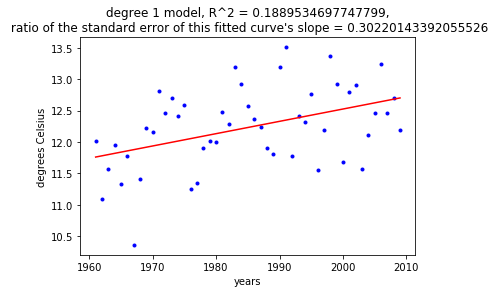 degree 1 model, R^2 = 0.1889534697747799,
ratio of the standard error of this fitted curve's slope = 0.30220143392055526
13.5
13.0
12.5
12.0
11.5
11.0
10.5
degrees Celsius
1960 1970 1980 1990 2000 2010
years